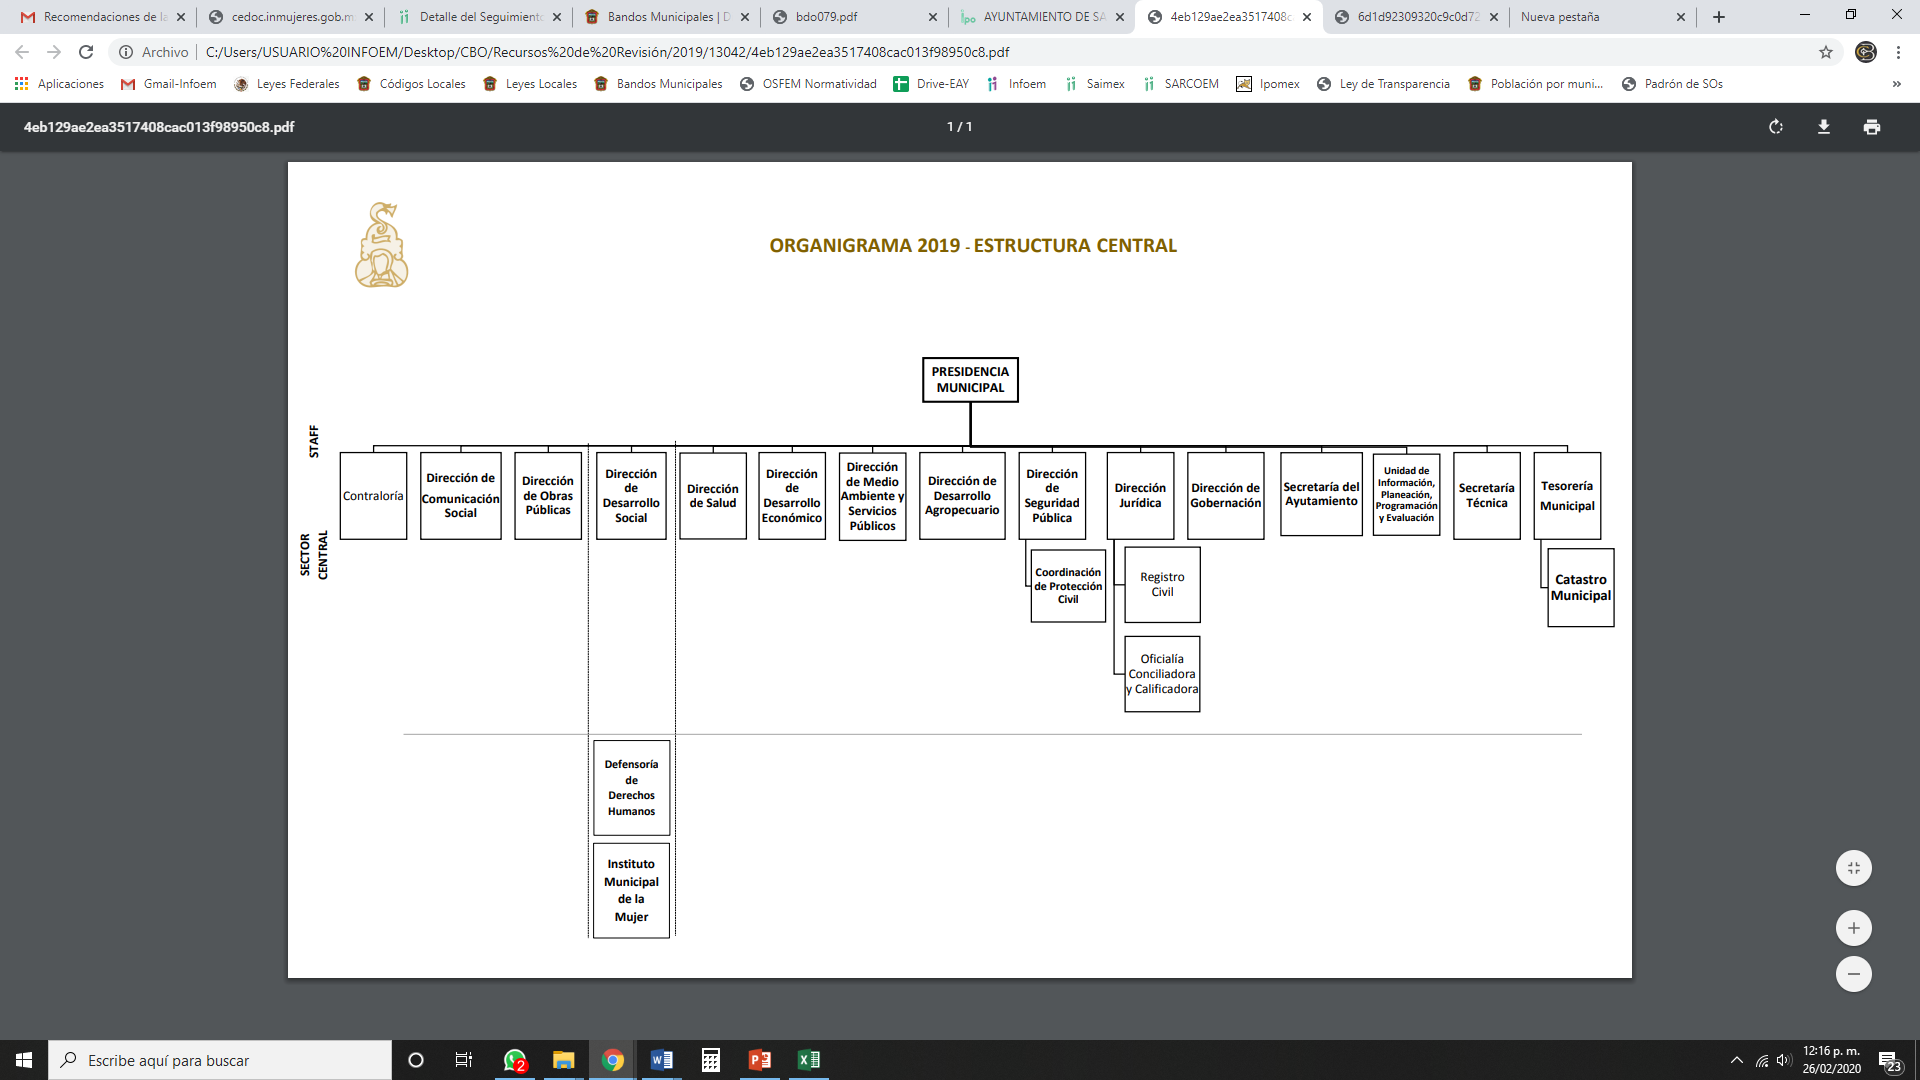 Recomendaciones de la
cedoc.inmujeres.gob.m
Detalle del Seguimiento
Bandos Municipales | D
bdo079.pdf
AYUNTAMIENTO DE SA
4eb129ae2ea3517408c
6d1d92309320c9c0d72
Nueva pestaña
Archivo
C:/Users/USUARIO%20INFOEM/Desktop/CBO/Recursos%20de%20Revisión/2019/13042/4eb129ae2ea3517408cac013f98950c8.pdf
Aplicaciones
Gmail-Infoem
Leyes Federales
Códigos Locales
Leyes Locales
Bandos Municipales
OSFEM Normatividad
Drive-EAY
Infoem
Saimex
SARCOEM
Ipomex
Ley de Transparencia
Población por muni...
Padrón de SOs
»
4eb129ae2ea3517408cac013f98950c8.pdf
1 / 1
ORGANIGRAMA 2019 - ESTRUCTURA CENTRAL
PRESIDENCIA
MUNICIPAL
STAFF
SECTOR
CENTRAL
Contraloría
Dirección de
Comunicación
Social
Dirección
de Obras
Públicas
Dirección
de
Desarrollo
Social
Dirección
de Salud
Dirección
de
Desarrollo
Económico
Dirección
de Medio
Ambiente y
Servicios
Públicos
Dirección de
Desarrollo
Agropecuario
Dirección
de
Seguridad
Pública
Dirección
Jurídica
Dirección de
Gobernación
Secretaría del
Ayutamiento
Unidad de
Información,
Planeación,
Programación
y Evaluación
Secretaría
Técnica
Tesorería
Municipal
Coordinación
de Protección
Civil
Registro
Civil
Catastro
Municipal
Oficialía
Conciliadora
y Calificadora
Defensoría
de
Derechos
Humanos
Instituto
Municipal
de la
Mujer
Escribe aquí para buscar
2
12:16 p. m.
26/02/2020
23